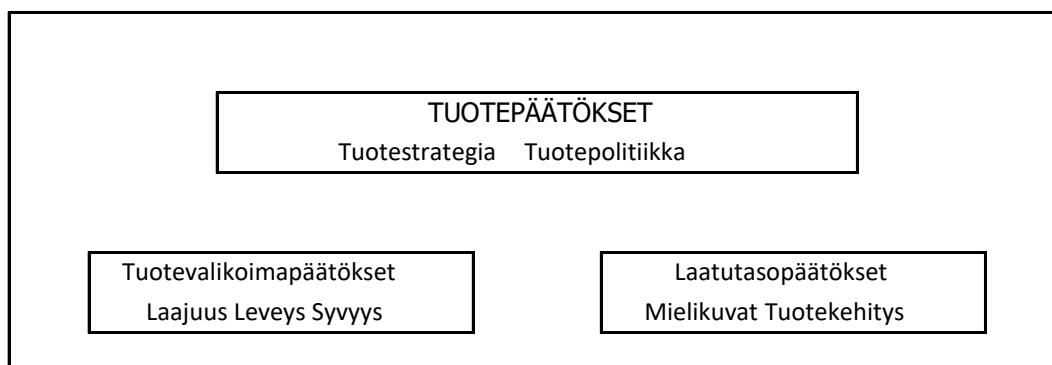 TUOTEPÄÄTÖKSET
Tuotestrategia Tuotepolitiikka
Tuotevalikoimapäätökset
Laajuus Leveys Syvyys
Laatutasopäätökset
Mielikuvat Tuotekehitys